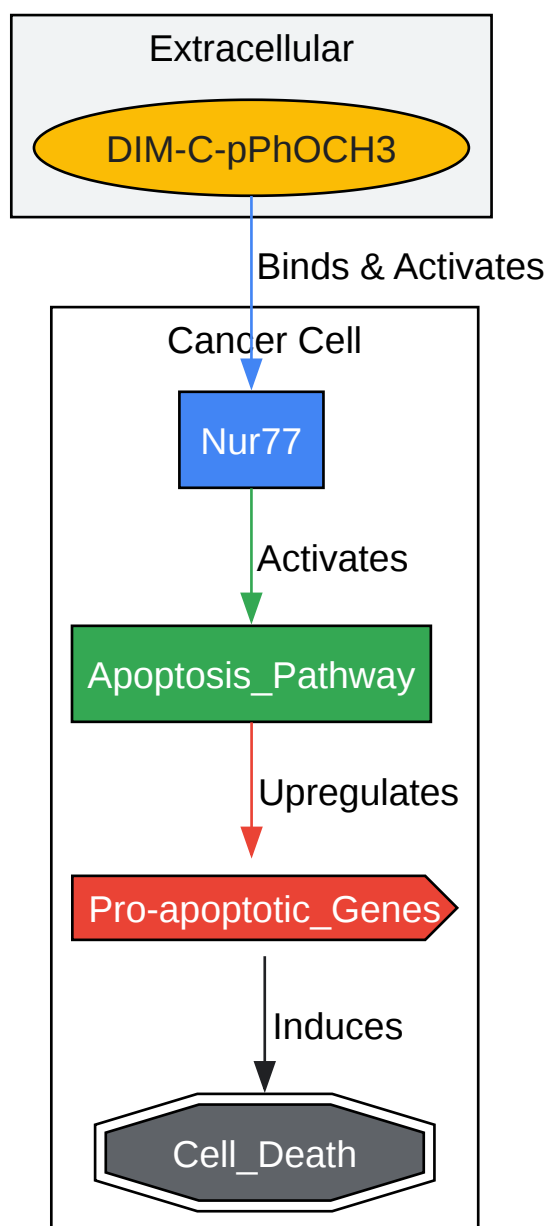 Extracellular
DIM-C-pPhOCH3
Binds & Activates
Cancer Cell
Nur77
Activates
Apoptosis_Pathway
Upregulates
Pro-apoptotic_Genes
Induces
Cell_Death